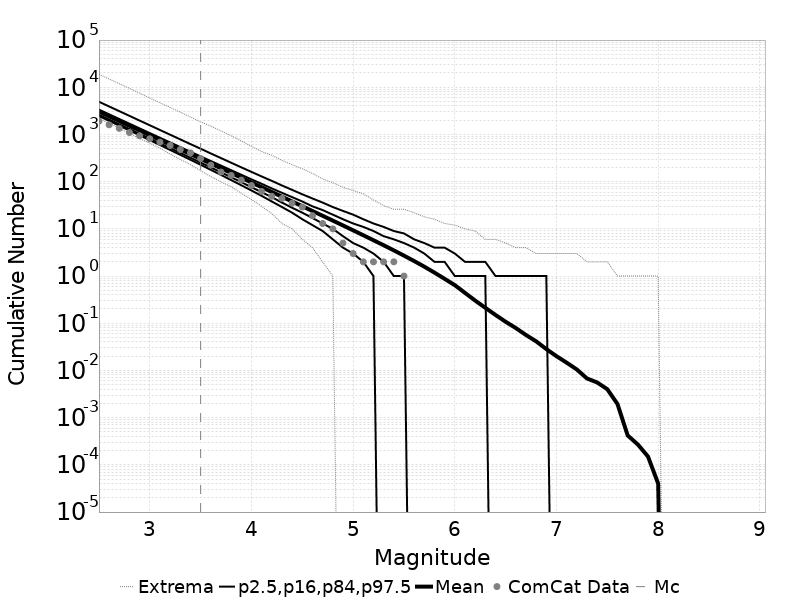 10^5
10^4
10^3
10^2
10^1
10^0
10^-1
10^-2
10^-3
10^-4
10^-5
Cumulative Number
3 4 5 6 7 8 9
Magnitude
Extrema p2.5,p16,p84,p97.5 Mean ComCat Data Mc